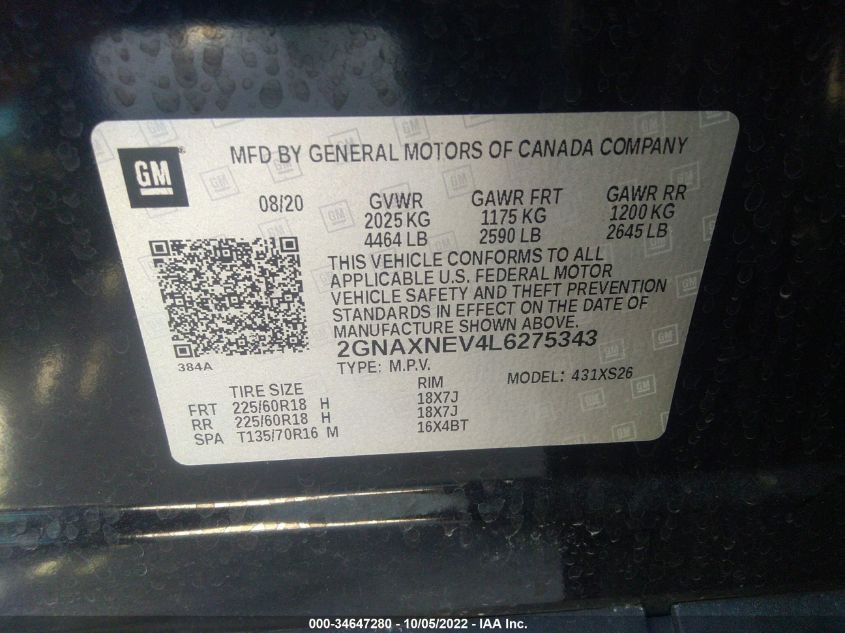 GM
MFD BY GENERAL MOTORS OF CANADA COMPANY
08/20 GVWR GAWR FRT GAWR RR
2025 KG 1175 KG 1200 KG
4464 LB 2590 LB 2645 LB
THIS VEHICLE CONFORMS TO ALL
APPLICABLE U.S. FEDERAL MOTOR
VEHICLE SAFETY AND THEFT PREVENTION
STANDARDS IN EFFECT ON THE DATE OF
MANUFACTURE SHOWN ABOVE.
384A
2GNAXNEV4L6275343
TYPE: M.P.V. MODEL: 431XS26
TIRE SIZE RIM
FRT 225/60R18 H 18X7J
RR 225/60R18 H 18X7J
SPA T135/70R16 M 16X4BT
000-34647280 - 10/05/2022 - IAA Inc.